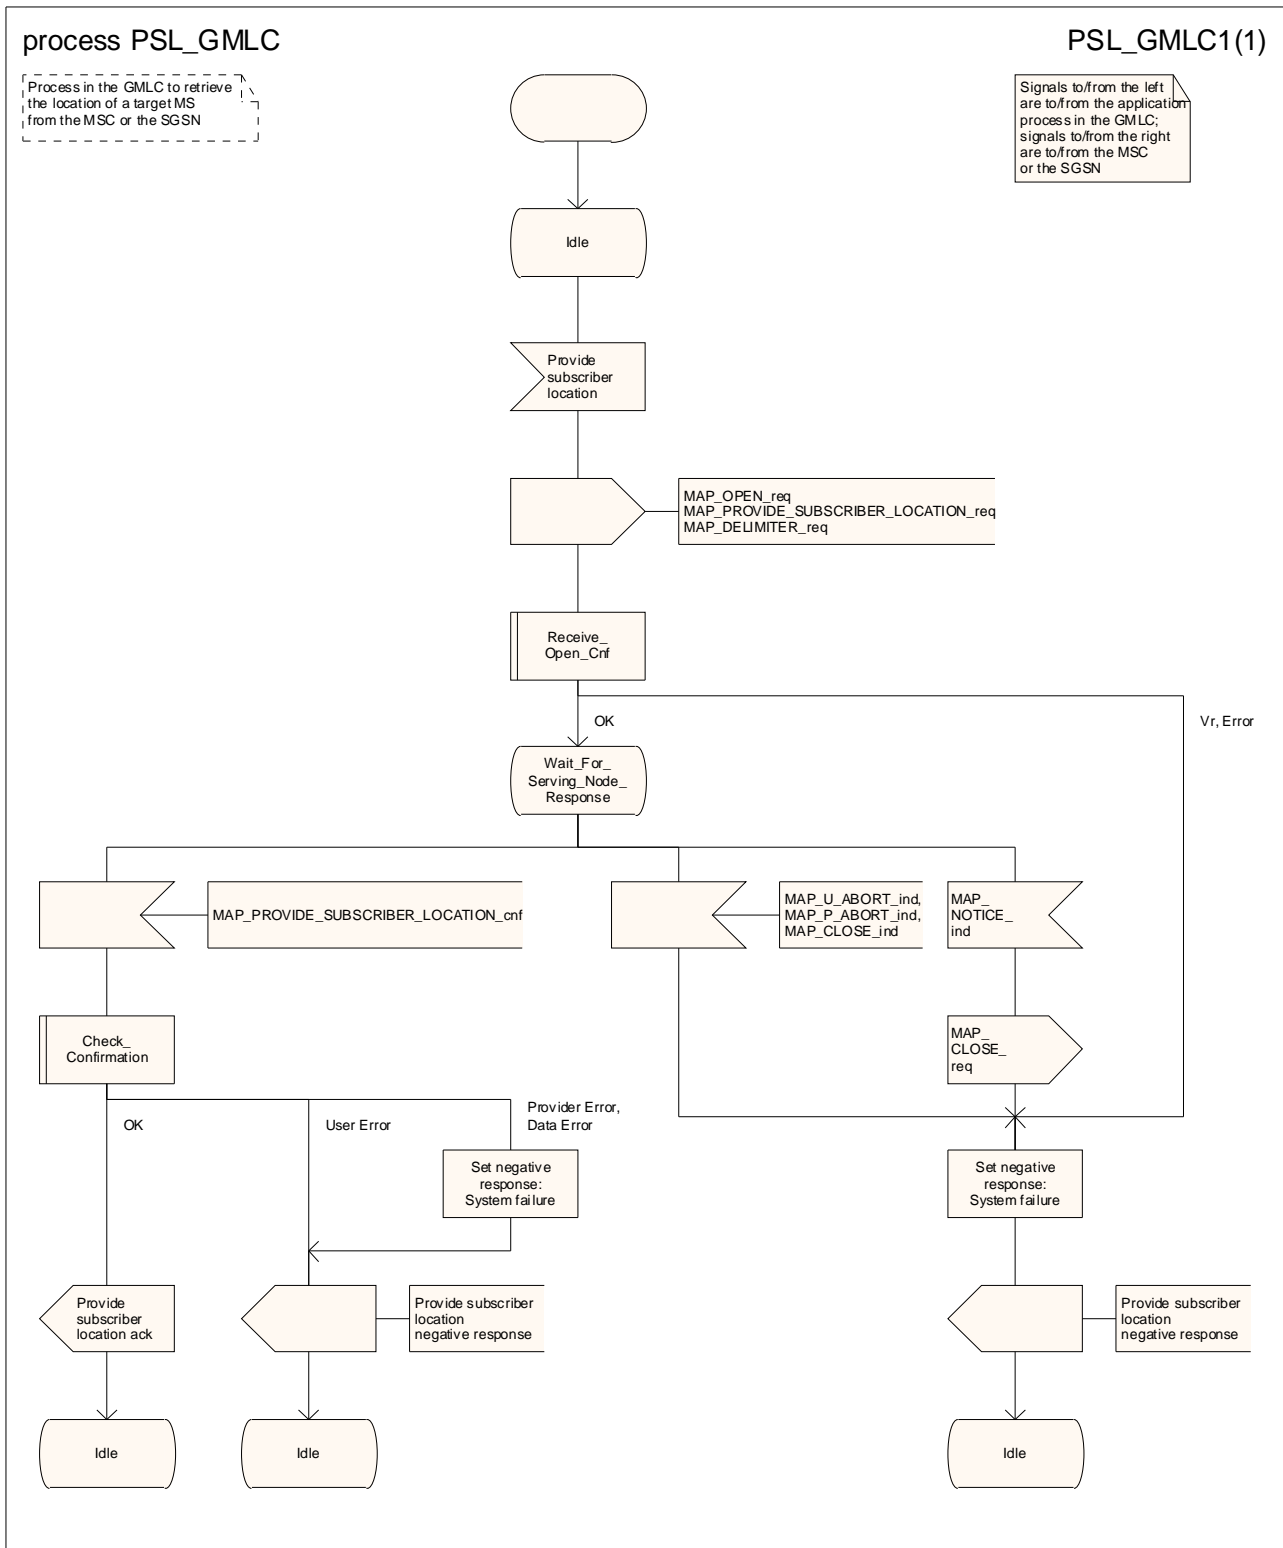 process PSL_GMLC
PSL_GMLC1(1)
Process in the GMLC to retrieve
the location of a target MS
from the MSC or the SGSN
Signals to/from the left
are to/from the application
process in the GMLC;
signals to/from the right
are to/from the MSC
or the SGSN
Idle
Provide
subscriber
location
MAP_OPEN_req
MAP_PROVIDE_SUBSCRIBER_LOCATION_req
MAP_DELIMITER_req
Receive_
Open_Cnf
OK
Vr, Error
Wait_For_
Serving_Node_
Response
MAP_PROVIDE_SUBSCRIBER_LOCATION_cnf
MAP_U_ABORT_ind,
MAP_P_ABORT_ind,
MAP_CLOSE_ind
MAP_
NOTICE_
ind
Check_
Confirmation
MAP_
CLOSE_
req
OK
User Error
Provider Error,
Data Error
Set negative
response:
System failure
Set negative
response:
System failure
Provide
subscriber
location ack
Provide subscriber
location
negative response
Provide subscriber
location
negative response
Idle
Idle
Idle